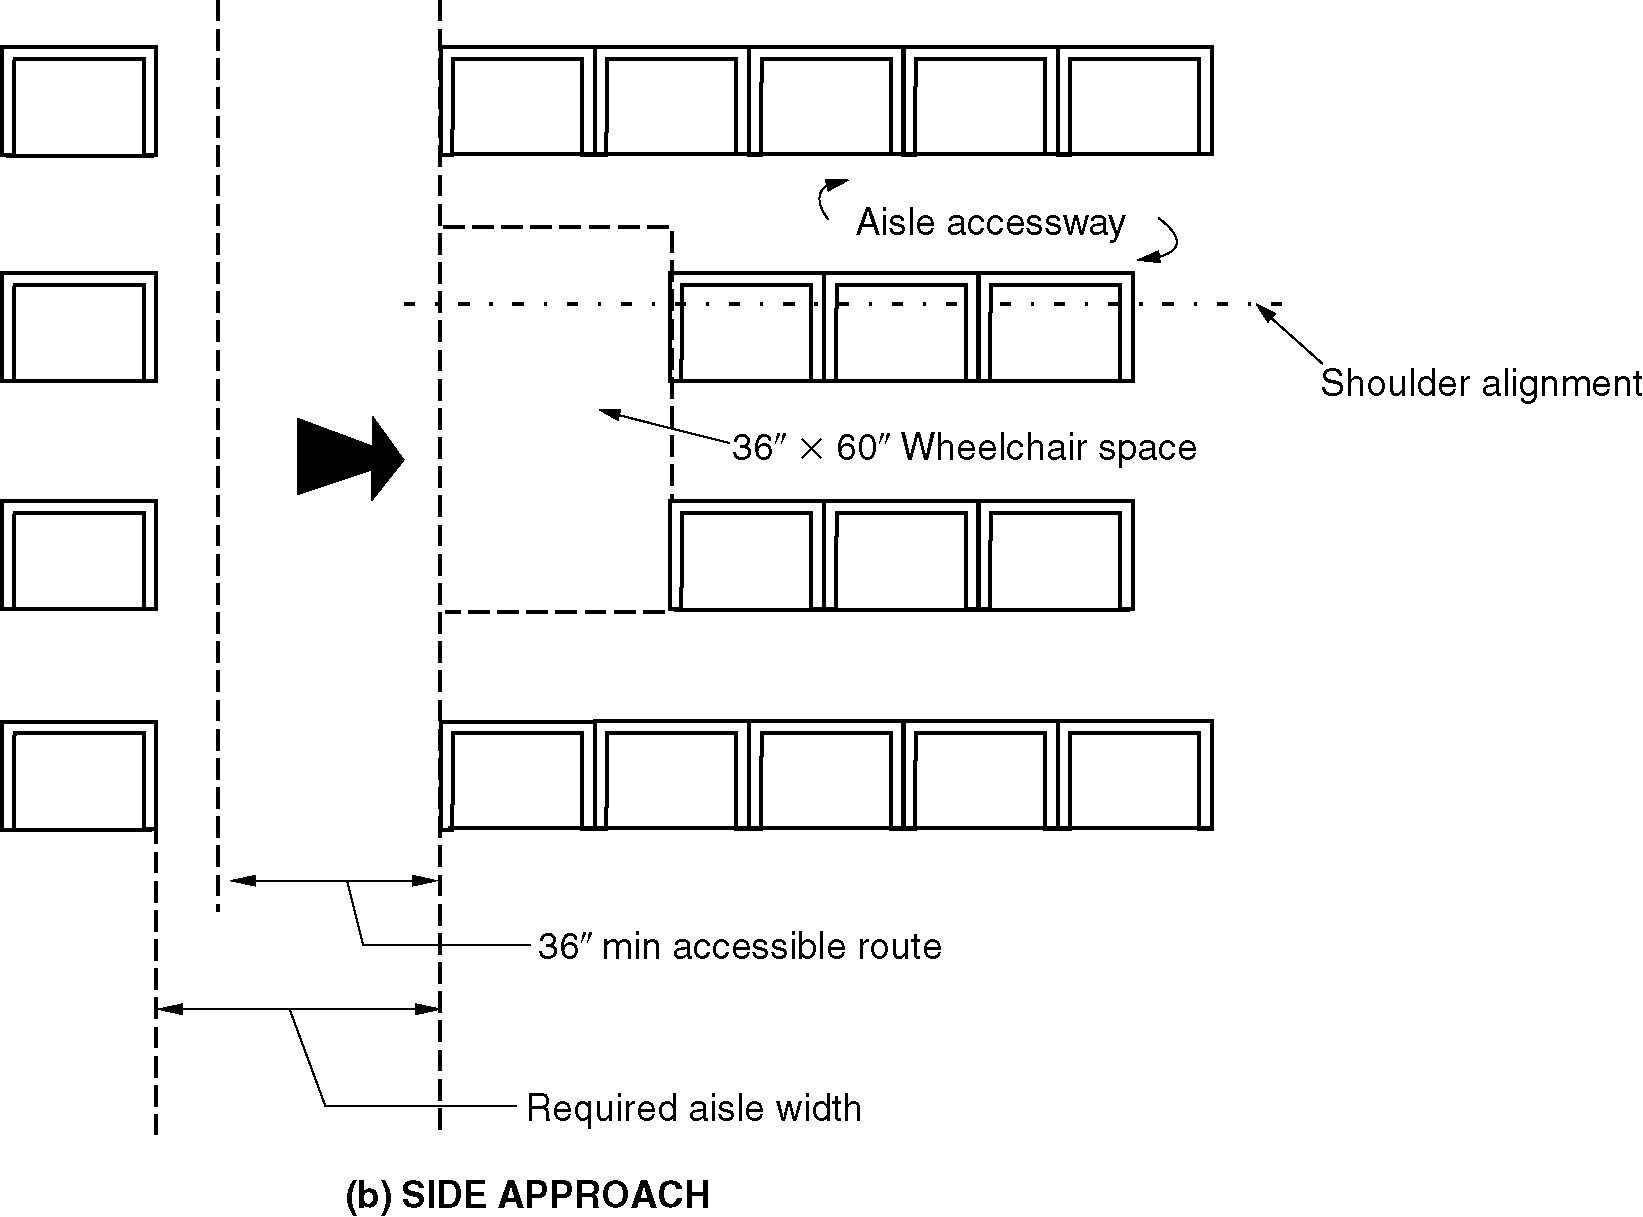 Aisle accessway
Shoulder alignment
36″ × 60″ Wheelchair space
36″ min accessible route
Required aisle width
(b) SIDE APPROACH